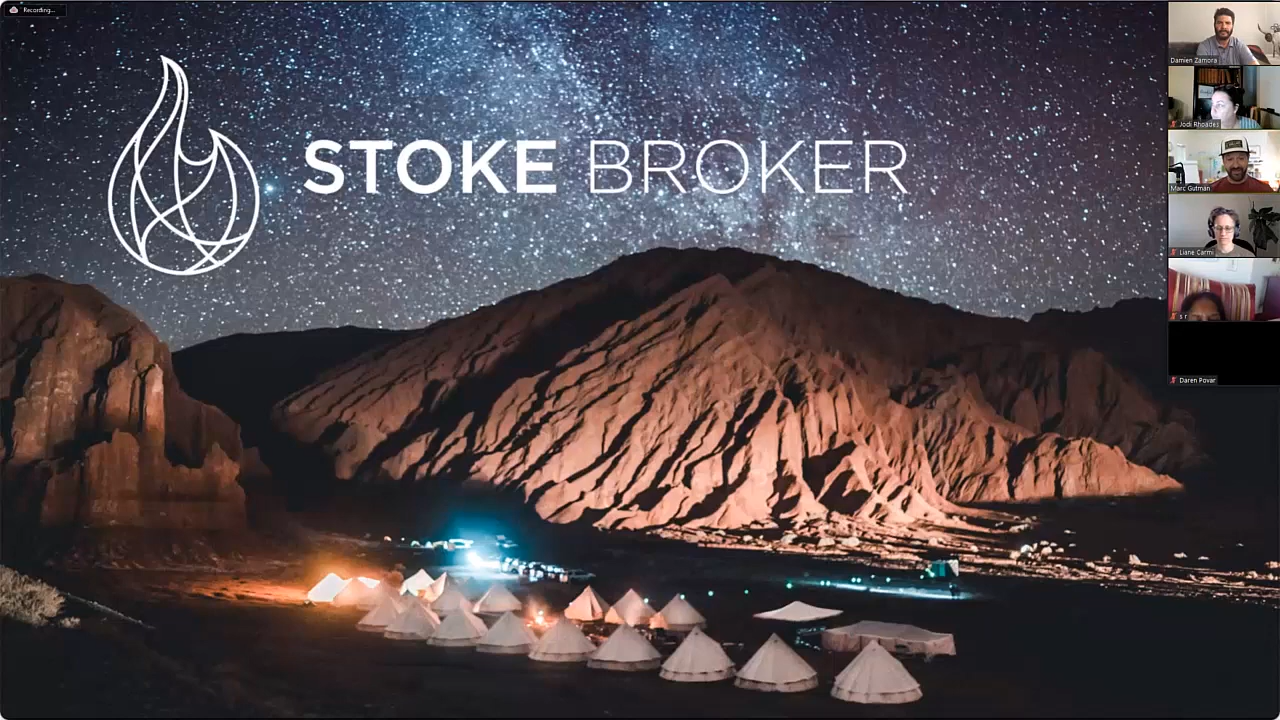 Recording...
STOKE BROKER
Damien Zamora
Jodi Rhoades
Marc Gutman
Liane Carmi
s r
Daren Povar